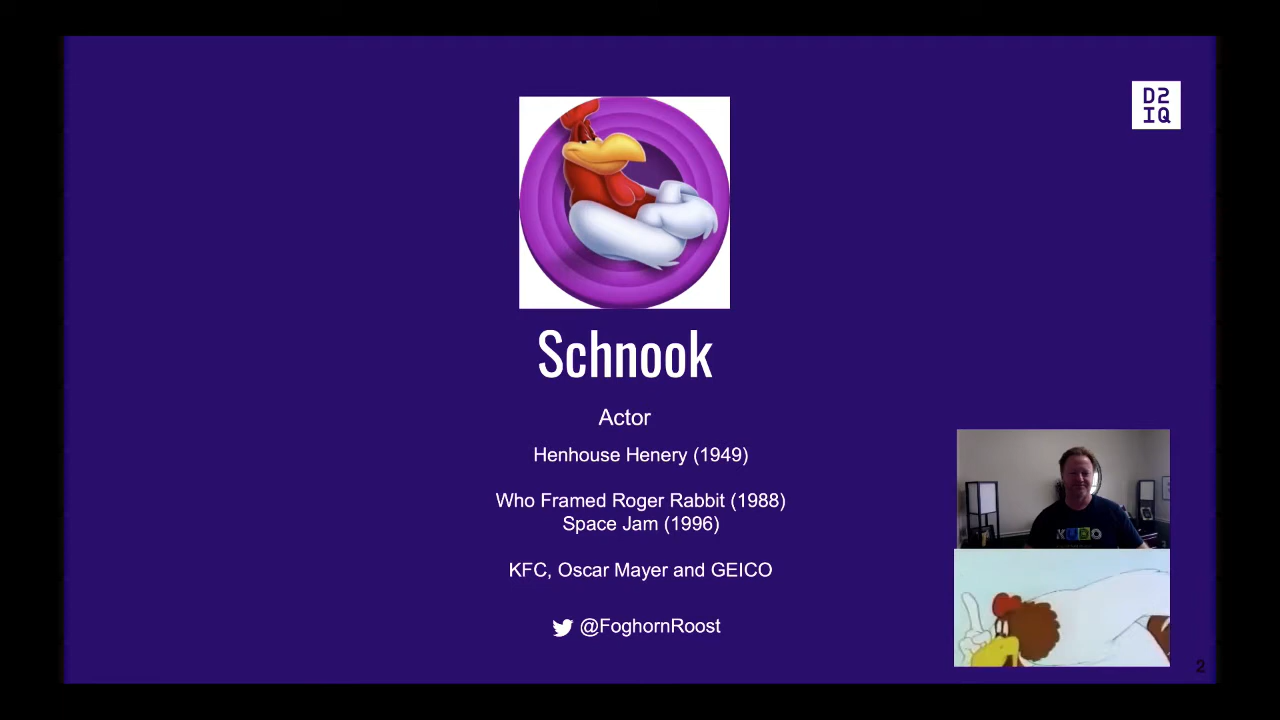 D2
IQ
Schnook
Actor
Henhouse Henery (1949)
Who Framed Roger Rabbit (1988)
Space Jam (1996)
KFC, Oscar Mayer and GEICO
@FoghornRoost
KUDO
2